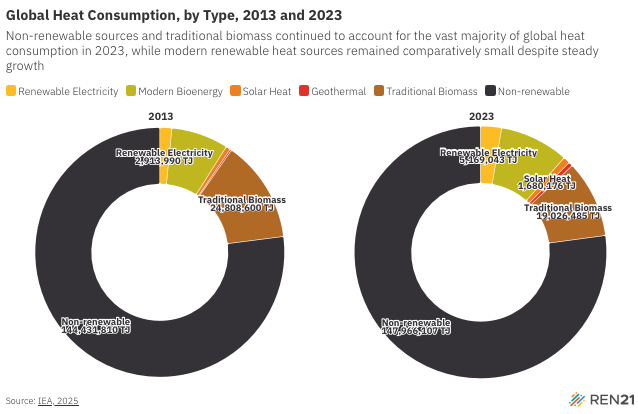 Global Heat Consumption, by Type, 2013 and 2023
Non-renewable sources and traditional biomass continued to account for the vast majority of global heat
consumption in 2023, while modern renewable heat sources remained comparatively small despite steady
growth
Renewable Electricity Modern Bioenergy Solar Heat Geothermal Traditional Biomass Non-renewable
2013
Renewable Electricity
2,913,990 TJ
Traditional Biomass
24,808,600 TJ
Non-renewable
144,431,810 TJ
2023
Renewable Electricity
5,169,043 TJ
Solar Heat
1,680,176 TJ
Traditional Biomass
19,026,485 TJ
Non-renewable
147,966,107 TJ
Source: IEA, 2025
REN21